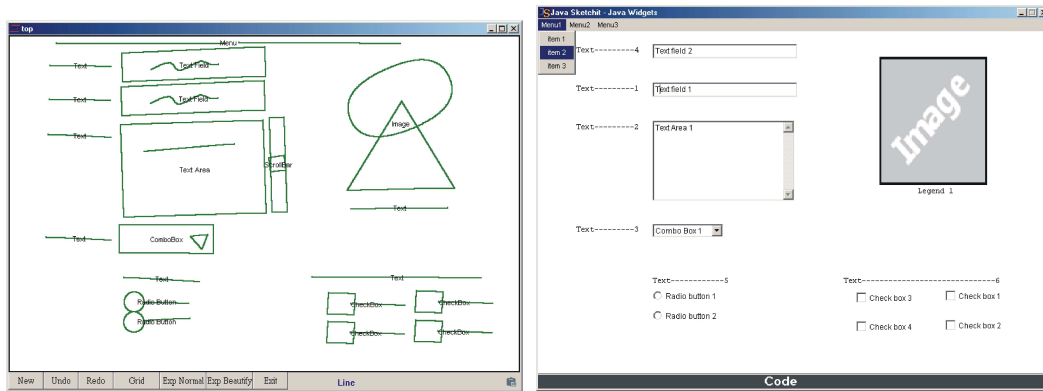 top
Menu
Text
Text Field
Text
Text Field
Text
Image
ScrollBar
Text Area
Text
Text
ComboBox
Text
Text
Radio Button
CheckBox
CheckBox
Radio Button
CheckBox
CheckBox
New Undo Redo Grid Exp Normal Exp Beautify Exit Line
Java Sketchit - Java Widgets
Menu1 Menu2 Menu3
Item 1
Item 2
Item 3
Text---------4 Text field 2
Text---------1 Text field 1
Text---------2 Text Area 1
Image
Legend 1
Text---------3 Combo Box 1
Text------------5 Text----------------------6
Radio button 1 Check box 3 Check box 1
Radio button 2 Check box 4 Check box 2
Code